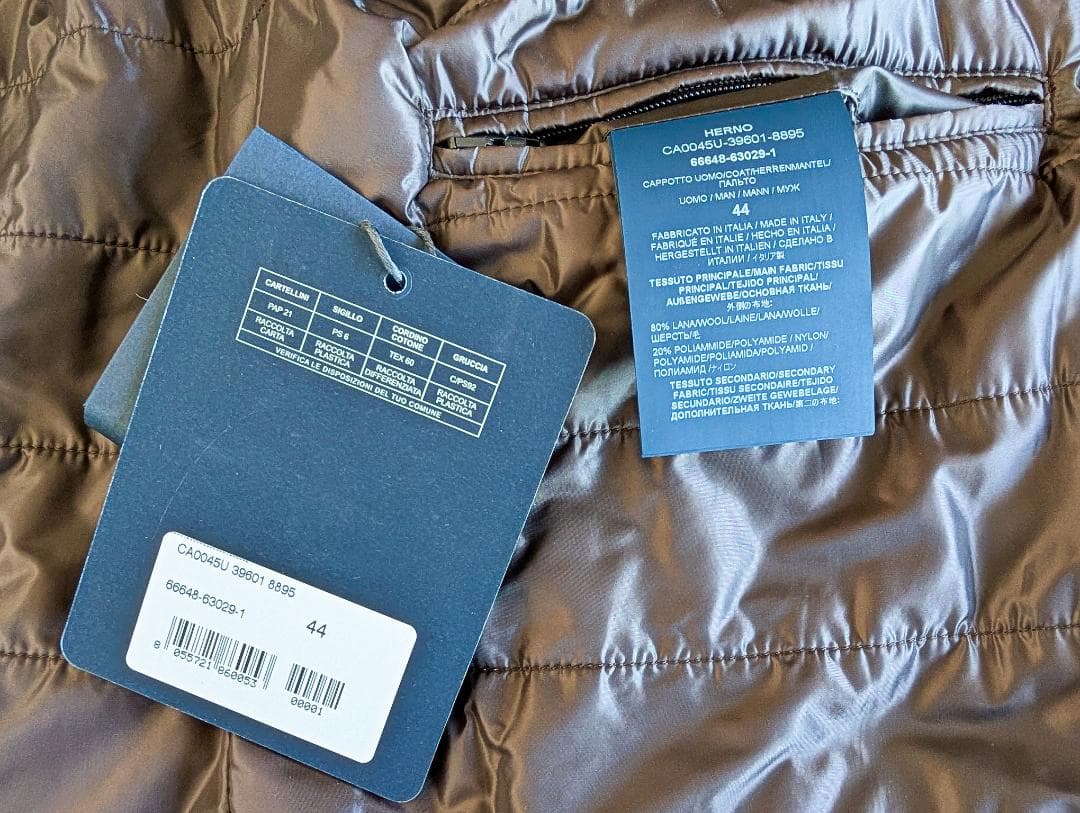 CARTELLINI
SIGILLO
CORDINO
COTONE
GRUCCIA
PAP 21
PS 6
TEX 60
C/PS92
RACCOLTA
CARTA
RACCOLTA
PLASTICA
RACCOLTA
DIFFERENZIATA
RACCOLTA
PLASTICA
VERIFICA LE DISPOSIZIONI DEL TUO COMUNE
CA0045U 39601 8895
66648-63029-1
44
8 055721 860053
00001
HERNO
CA0045U-39601-8895
66648-63029-1
CAPPOTTO UOMO/COAT/HERRENMANTEL/
ПАЛЬТО
UOMO / MAN / MANN / МУЖ
44
FABBRICATO IN ITALIA / MADE IN ITALY /
FABRIQUÉ EN ITALIE / HECHO EN ITALIA /
HERGESTELLT IN ITALIEN / СДЕЛАНО В
ИТАЛИИ / イタリア製
TESSUTO PRINCIPALE/MAIN FABRIC/TISSU
PRINCIPAL/TEJIDO PRINCIPAL/
AUßENGEWEBE/ОСНОВНАЯ ТКАНЬ/
外側の布地:
80% LANA/WOOL/LAINE/LANA/WOLLE/
ШЕРСТЬ/毛
20% POLIAMMIDE/POLYAMIDE / NYLON/
POLYAMIDE/POLIAMIDA/POLYAMID /
ПОЛИАМИД /ナイロン
TESSUTO SECONDARIO/SECONDARY
FABRIC/TISSU SECONDAIRE/TEJIDO
SECUNDARIO/ZWEITE GEWEBELAGE/
ДОПОЛНИТЕЛЬНАЯ ТКАНЬ/第二の布地: